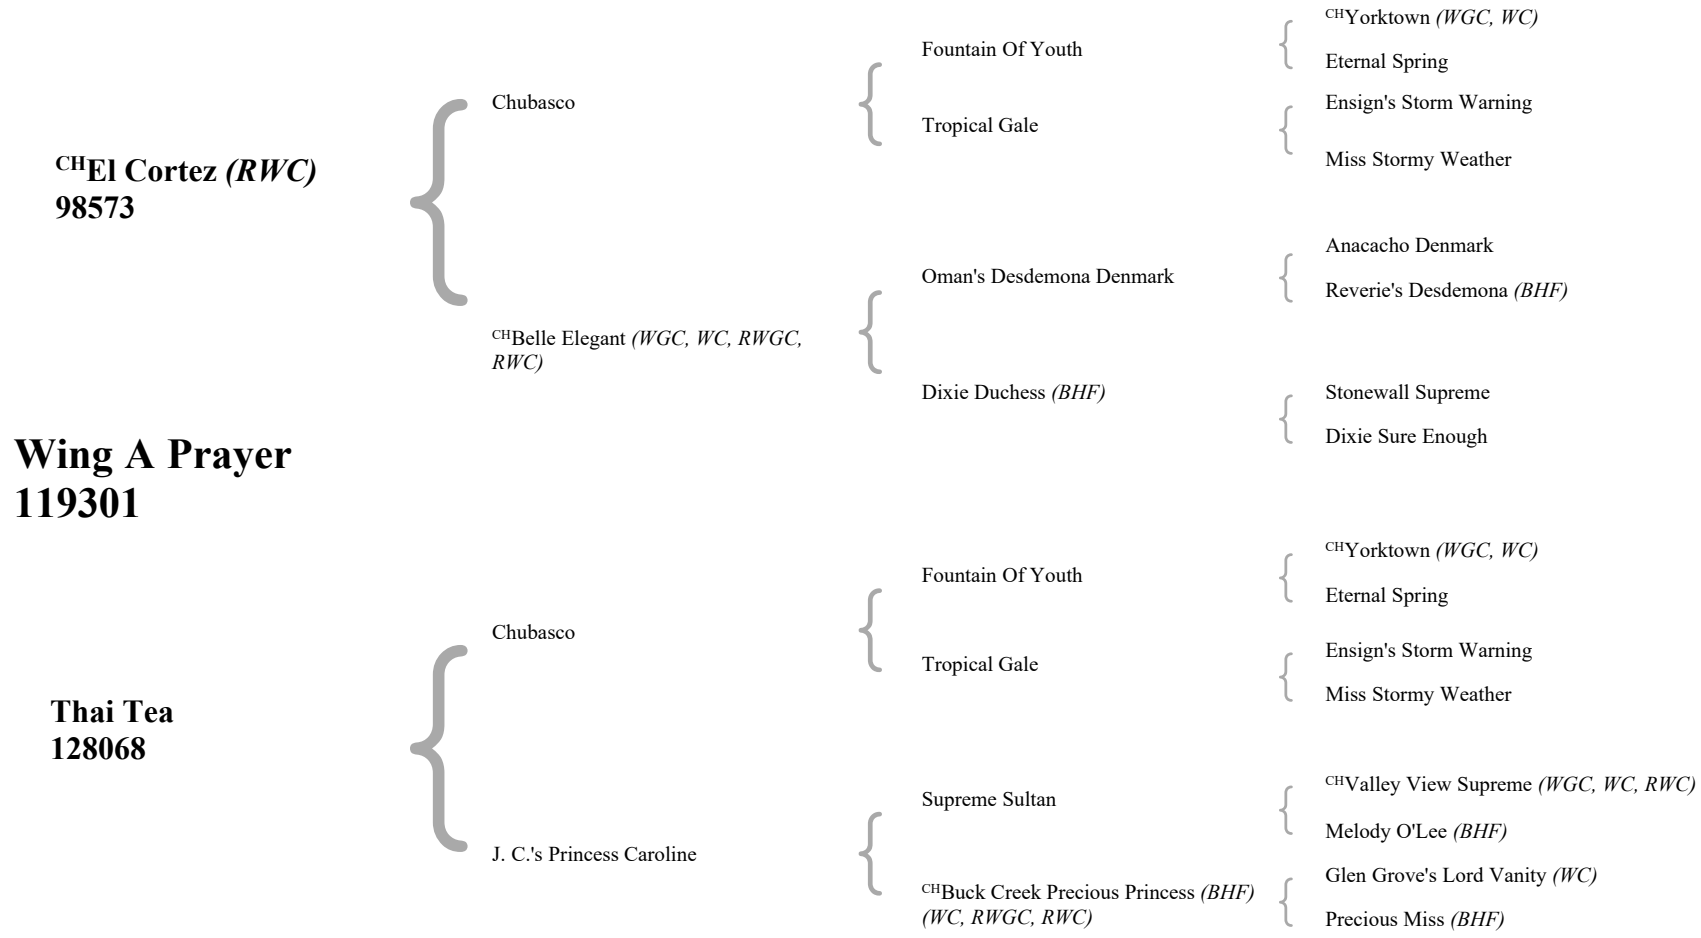 CHYorktown (WGC, WC)
Fountain Of Youth
Eternal Spring
Chubasco
Ensign's Storm Warning
Tropical Gale
Miss Stormy Weather
CHEl Cortez (RWC)
98573
Anacacho Denmark
Oman's Desdemona Denmark
Reverie's Desdemona (BHF)
CHBelle Elegant (WGC, WC, RWGC,
RWC)
Dixie Duchess (BHF)
Stonewall Supreme
Dixie Sure Enough
Wing A Prayer
119301
CHYorktown (WGC, WC)
Fountain Of Youth
Eternal Spring
Chubasco
Ensign's Storm Warning
Tropical Gale
Miss Stormy Weather
Thai Tea
128068
CHValley View Supreme (WGC, WC, RWC)
Supreme Sultan
Melody O'Lee (BHF)
J. C.'s Princess Caroline
Glen Grove's Lord Vanity (WC)
CHBuck Creek Precious Princess (BHF)
(WC, RWGC, RWC)
Precious Miss (BHF)